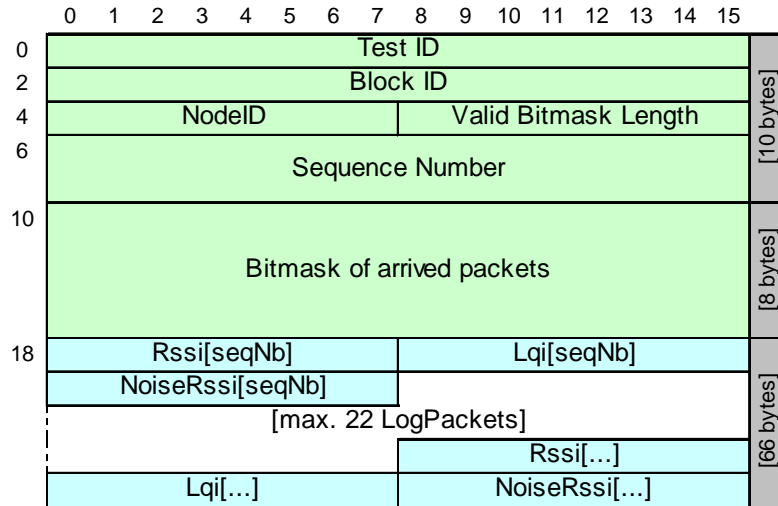 0 1 2 3 4 5 6 7 8 9 10 11 12 13 14 15
0 Test ID
2 Block ID
4 NodeID Valid Bitmask Length
6
Sequence Number
[10 bytes]
10
Bitmask of arrived packets
[8 bytes]
18 Rssi[seqNb] Lqi[seqNb]
NoiseRssi[seqNb]
[max. 22 LogPackets]
Rssi[...]
Lqi[...] NoiseRssi[...]
[66 bytes]